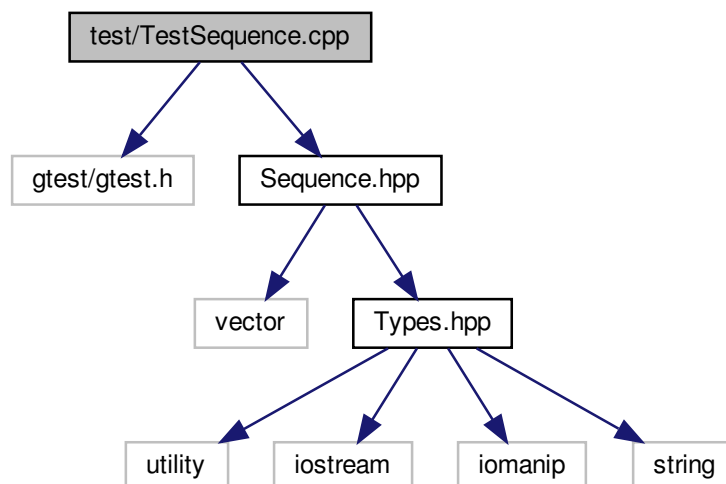 test/TestSequence.cpp
gtest/gtest.h
Sequence.hpp
vector
Types.hpp
utility
iostream
iomanip
string